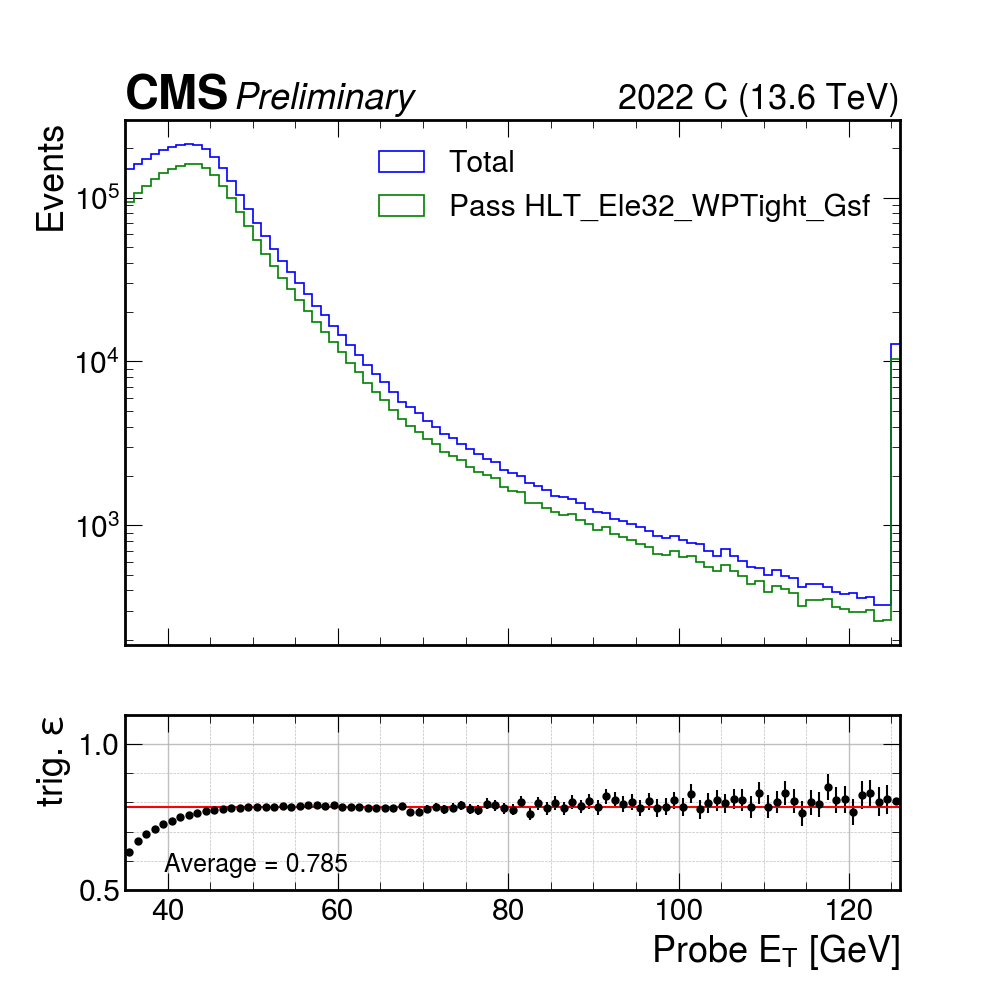 CMS Preliminary 2022 C (13.6 TeV)
Events
10⁵
10⁴
10³
Total
Pass HLT_Ele32_WPTight_Gsf
trig. ε
1.0
0.5
Average = 0.785
40 60 80 100 120
Probe E_T [GeV]